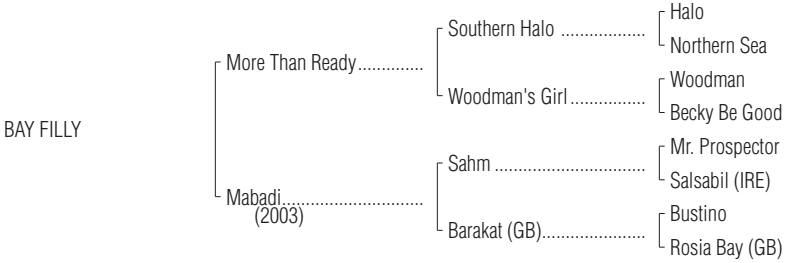 Halo
Southern Halo ..................
Northern Sea
More Than Ready..............
Woodman
Woodman's Girl ................
Becky Be Good
BAY FILLY
Mr. Prospector
Sahm ................................
Salsabil (IRE)
Mabadi..............................
(2003)
Bustino
Barakat (GB)......................
Rosia Bay (GB)